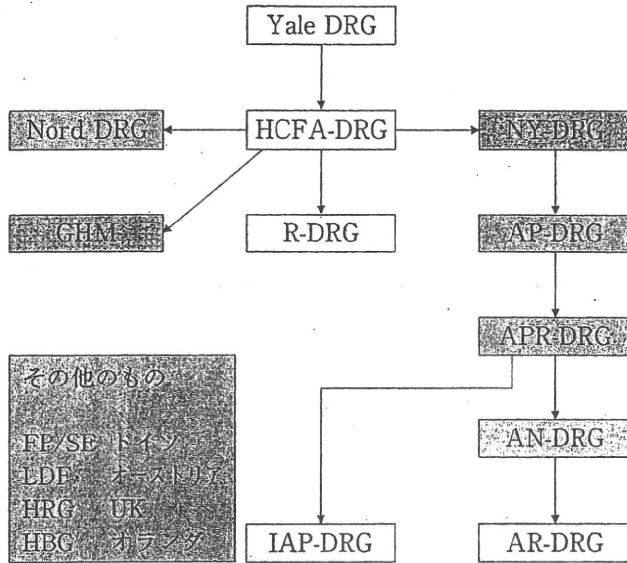 Yale DRG
Nord DRG
HCFA-DRG
NY-DRG
GHM
R-DRG
AP-DRG
APR-DRG
その他のもの
FP/SE ドイツ
LDF オーストリア
HRG UK
HBG オランダ
AN-DRG
IAP-DRG
AR-DRG